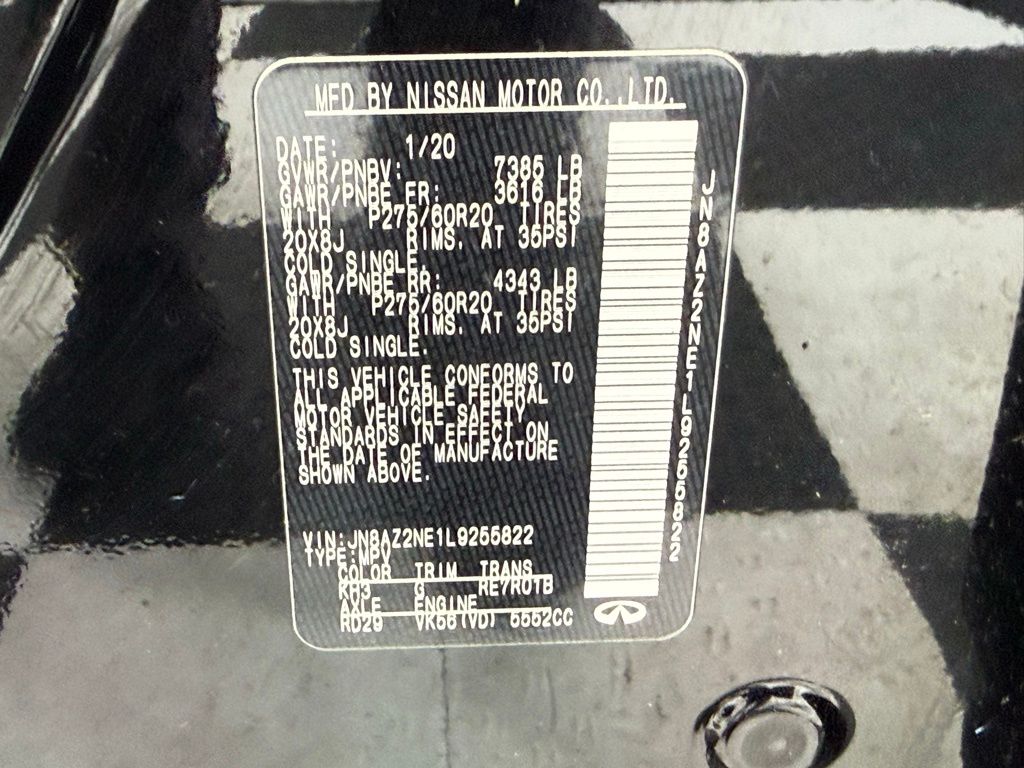 MFD BY NISSAN MOTOR CO.,LTD.
DATE: 1/20
GVWR/PNBV: 7385 LB
GAWR/PNBE FR: 3616 LB
WITH P275/60R20 TIRES
20X8J RIMS. AT 35PSI
COLD SINGLE.
GAWR/PNBE RR: 4343 LB
WITH P275/60R20 TIRES
20X8J RIMS. AT 35PSI
COLD SINGLE.
THIS VEHICLE CONFORMS TO
ALL APPLICABLE FEDERAL
MOTOR VEHICLE SAFETY
STANDARDS IN EFFECT ON
THE DATE OF MANUFACTURE
SHOWN ABOVE.
VIN:JN8AZ2NE1L9255822
TYPE:MPV
COLOR TRIM TRANS
KH3 G RE7R01B
AXLE ENGINE
RD29 VK56(VD) 5552CC
JN8AZ2NE1L9255822